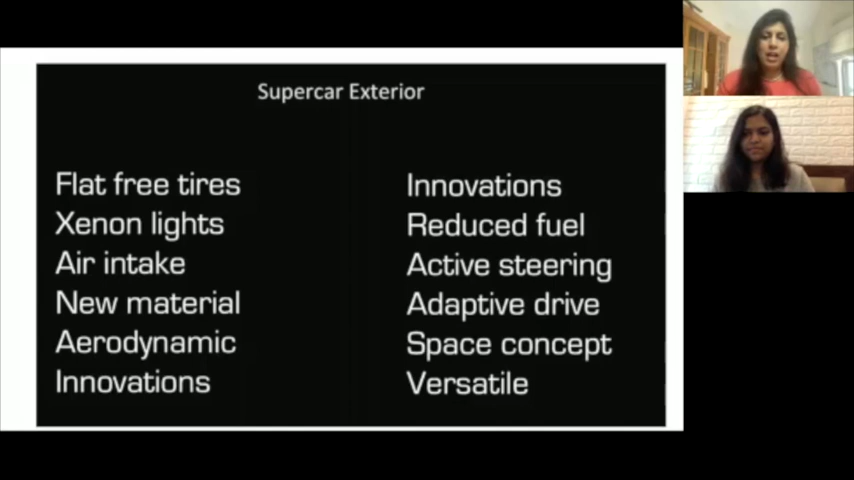 Supercar Exterior
Flat free tires
Xenon lights
Air intake
New material
Aerodynamic
Innovations
Innovations
Reduced fuel
Active steering
Adaptive drive
Space concept
Versatile